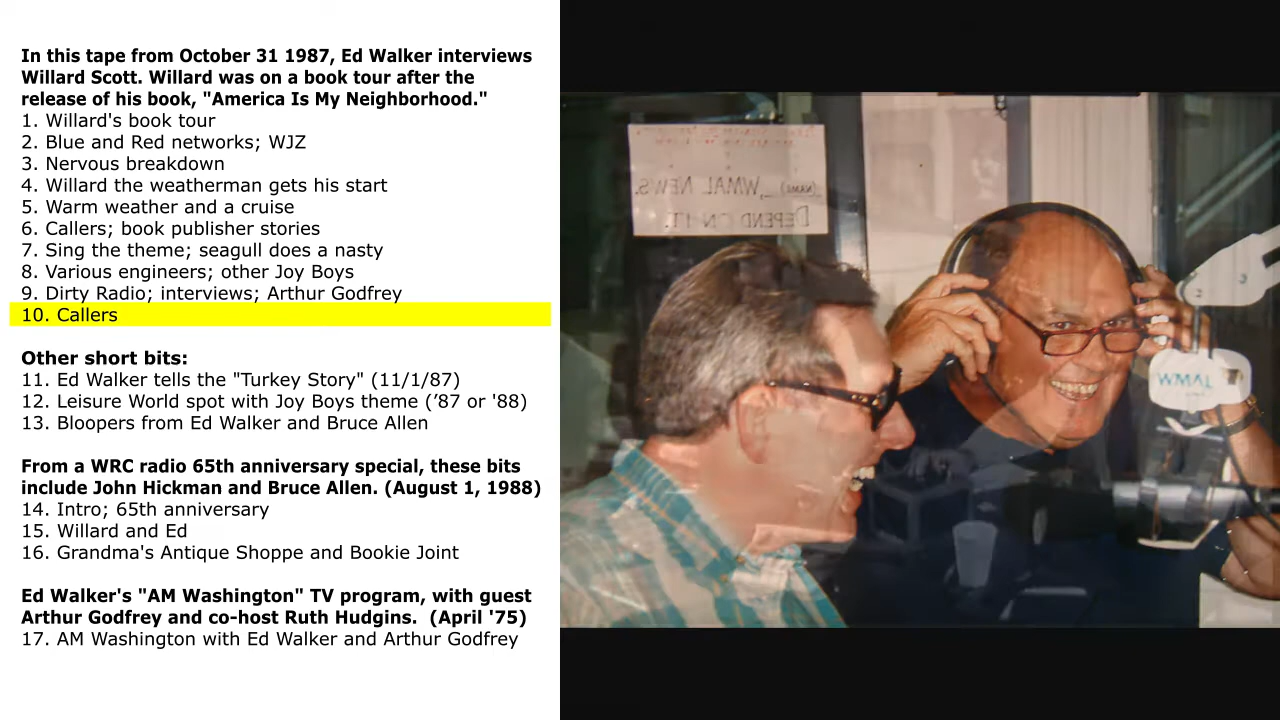 In this tape from October 31 1987, Ed Walker interviews
Willard Scott. Willard was on a book tour after the
release of his book, "America Is My Neighborhood."
1. Willard's book tour
2. Blue and Red networks; WJZ
3. Nervous breakdown
4. Willard the weatherman gets his start
5. Warm weather and a cruise
6. Callers; book publisher stories
7. Sing the theme; seagull does a nasty
8. Various engineers; other Joy Boys
9. Dirty Radio; interviews; Arthur Godfrey
10. Callers
Other short bits:
11. Ed Walker tells the "Turkey Story" (11/1/87)
12. Leisure World spot with Joy Boys theme (’87 or '88)
13. Bloopers from Ed Walker and Bruce Allen
From a WRC radio 65th anniversary special, these bits
include John Hickman and Bruce Allen. (August 1, 1988)
14. Intro; 65th anniversary
15. Willard and Ed
16. Grandma's Antique Shoppe and Bookie Joint
Ed Walker's "AM Washington" TV program, with guest
Arthur Godfrey and co-host Ruth Hudgins.  (April '75)
17. AM Washington with Ed Walker and Arthur Godfrey
(NAME) WMAL NEWS.
DEPEND ON IT.
WMAL